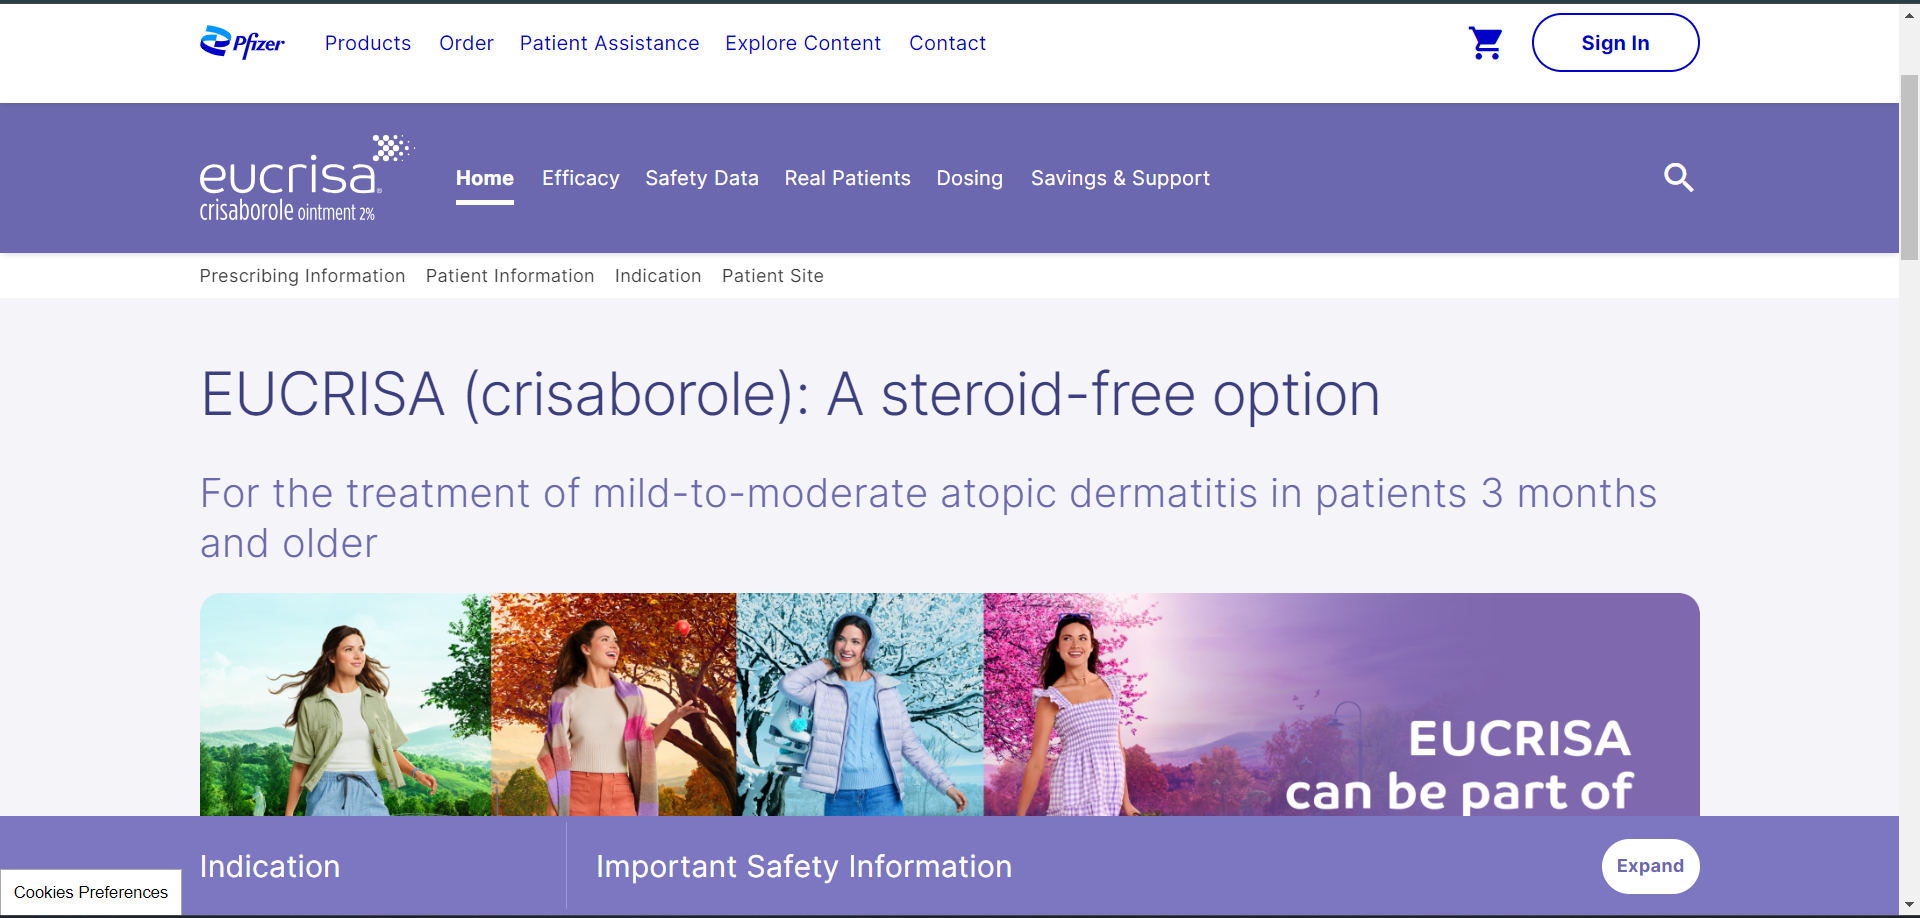 Pfizer Products Order Patient Assistance Explore Content Contact Sign In
eucrisa®
crisaborole ointment 2%
Home Efficacy Safety Data Real Patients Dosing Savings & Support
Prescribing Information Patient Information Indication Patient Site
EUCRISA (crisaborole): A steroid-free option
For the treatment of mild-to-moderate atopic dermatitis in patients 3 months
and older
EUCRISA
can be part of
Indication Important Safety Information Expand
Cookies Preferences